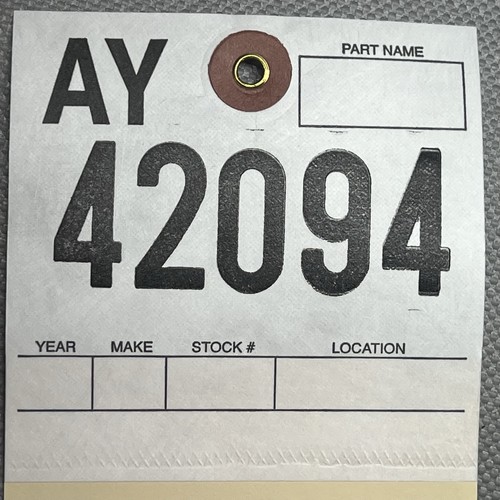 AY
PART NAME
42094
YEAR MAKE STOCK # LOCATION